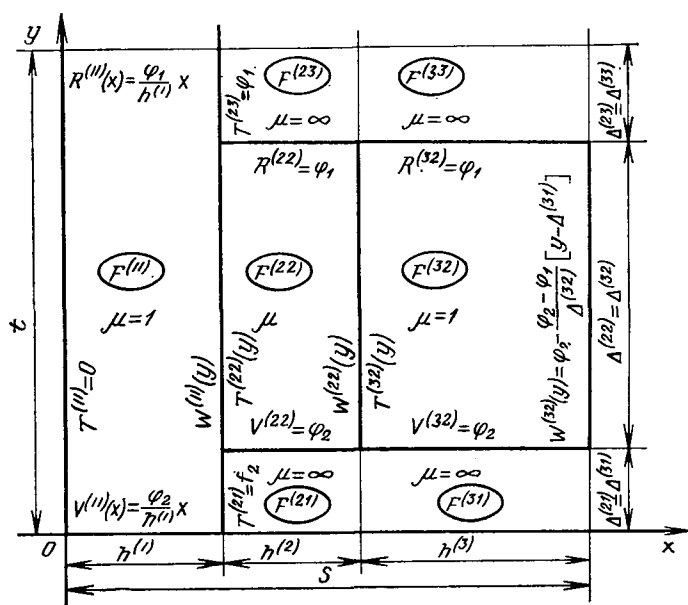 y
R⁽¹¹⁾(x)=φ₁/h⁽¹⁾ x
T⁽²³⁾=φ₁
F⁽²³⁾
μ=∞
F⁽³³⁾
μ=∞
Δ⁽²³⁾=Δ⁽³³⁾
R⁽²²⁾=φ₁
R⁽³²⁾=φ₁
t
F⁽¹¹⁾
μ=1
F⁽²²⁾
μ
F⁽³²⁾
μ=1
T⁽¹¹⁾=0
W⁽¹¹⁾(y)
T⁽²²⁾(y)
W⁽²²⁾(y)
T⁽³²⁾(y)
W⁽³²⁾(y)=φ₂-φ₂-φ₁/Δ⁽³²⁾[y-Δ⁽³¹⁾]
Δ⁽²²⁾=Δ⁽³²⁾
V⁽²²⁾=φ₂
V⁽³²⁾=φ₂
V⁽¹¹⁾(x)=φ₂/h⁽¹⁾ x
T⁽²¹⁾=f₂
μ=∞
F⁽²¹⁾
μ=∞
F⁽³¹⁾
Δ⁽²¹⁾=Δ⁽³¹⁾
0
x
h⁽¹⁾
h⁽²⁾
h⁽³⁾
S